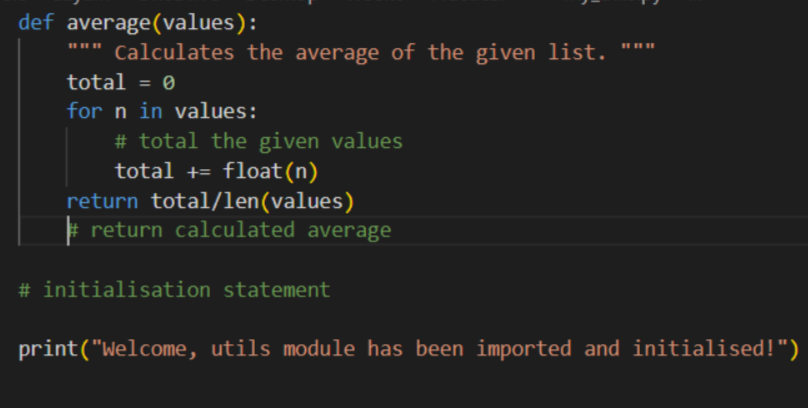 def average(values):
    """ Calculates the average of the given list. """
    total = 0
    for n in values:
        # total the given values
        total += float(n)
    return total/len(values)
    # return calculated average
# initialisation statement
print("Welcome, utils module has been imported and initialised!")